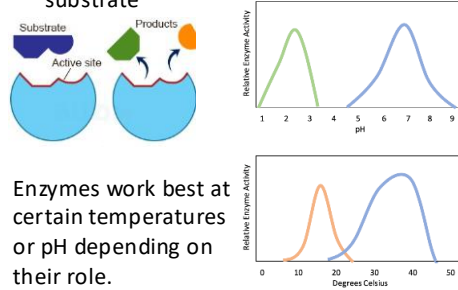 substrate
Substrate
Products
Active site
Enzymes work best at
certain temperatures
or pH depending on
their role.
Relative Enzyme Activity
1 2 3 4 5 6 7 8 9
pH
Relative Enzyme Activity
0 10 20 30 40 50
Degrees Celsius